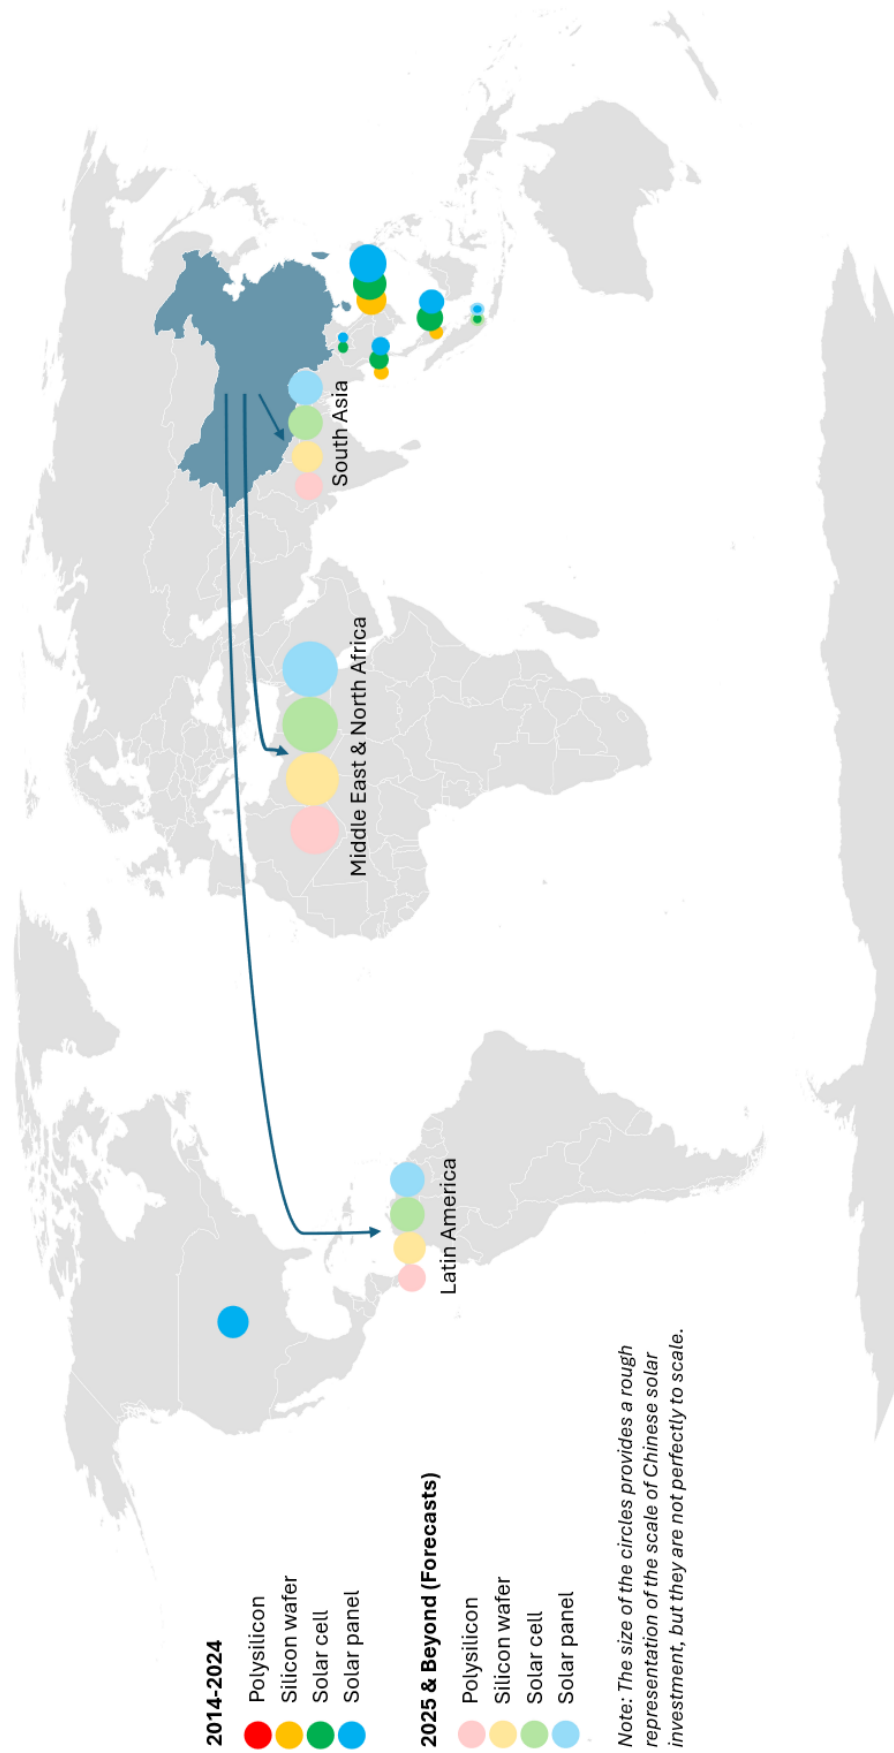 South Asia
Middle East & North Africa
Latin America
2014-2024
Polysilicon
Silicon wafer
Solar cell
Solar panel
2025 & Beyond (Forecasts)
Polysilicon
Silicon wafer
Solar cell
Solar panel
Note: The size of the circles provides a rough
representation of the scale of Chinese solar
investment, but they are not perfectly to scale.